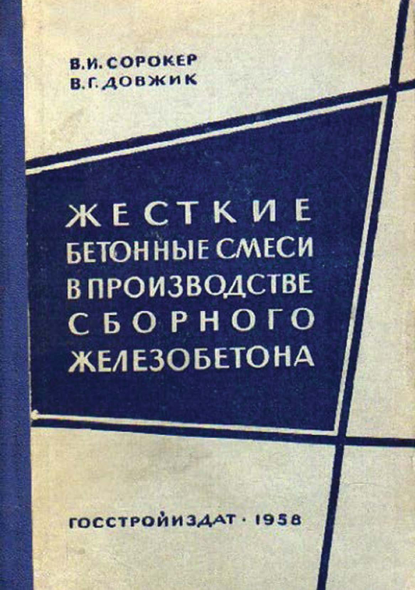 В.И. СОРОКЕР
В.Г. ДОВЖИК
ЖЕСТКИЕ
БЕТОННЫЕ СМЕСИ
В ПРОИЗВОДСТВЕ
СБОРНОГО
ЖЕЛЕЗОБЕТОНА
ГОССТРОЙИЗДАТ · 1958